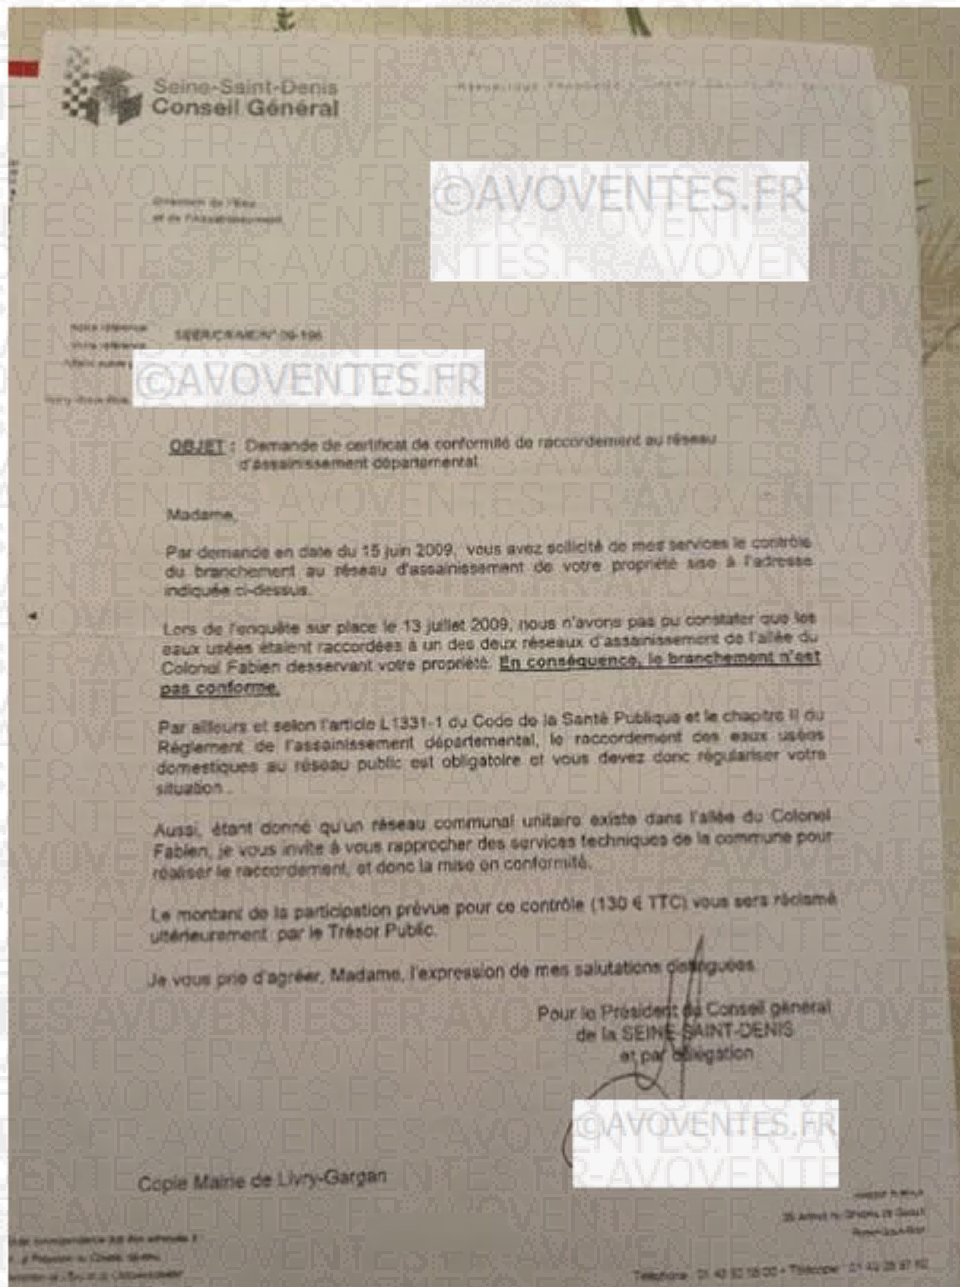 Seine-Saint-Denis
Conseil Général
©AVOVENTES.FR
Direction de l'Eau
et de l'Assainissement
Notre référence
Votre référence
©AVOVENTES.FR
OBJET : Demande de certificat de conformité de raccordement au réseau
d'assainissement départemental
Madame,
Par demande en date du 15 juin 2009, vous avez sollicité de mes services le contrôle
du branchement au réseau d'assainissement de votre propriété sise à l'adresse
indiquée ci-dessus.
Lors de l'enquête sur place le 13 juillet 2009, nous n'avons pas pu constater que les
eaux usées étaient raccordées à un des deux réseaux d'assainissement de l'allée du
Colonel Fabien desservant votre propriété. En conséquence, le branchement n'est
pas conforme.
Par ailleurs et selon l'article L1331-1 du Code de la Santé Publique et le chapitre II du
Règlement de l'assainissement départemental, le raccordement des eaux usées
domestiques au réseau public est obligatoire et vous devez donc régulariser votre
situation .
Aussi, étant donné qu'un réseau communal unitaire existe dans l'allée du Colonel
Fabien, je vous invite à vous rapprocher des services techniques de la commune pour
réaliser le raccordement, et donc la mise en conformité.
Le montant de la participation prévue pour ce contrôle (130 € TTC) vous sera réclamé
ultérieurement par le Trésor Public.
Je vous prie d'agréer, Madame, l'expression de mes salutations distinguées.
Pour le Président du Conseil général
de la SEINE-SAINT-DENIS
et par délégation
©AVOVENTES.FR
Copie Mairie de Livry-Gargan